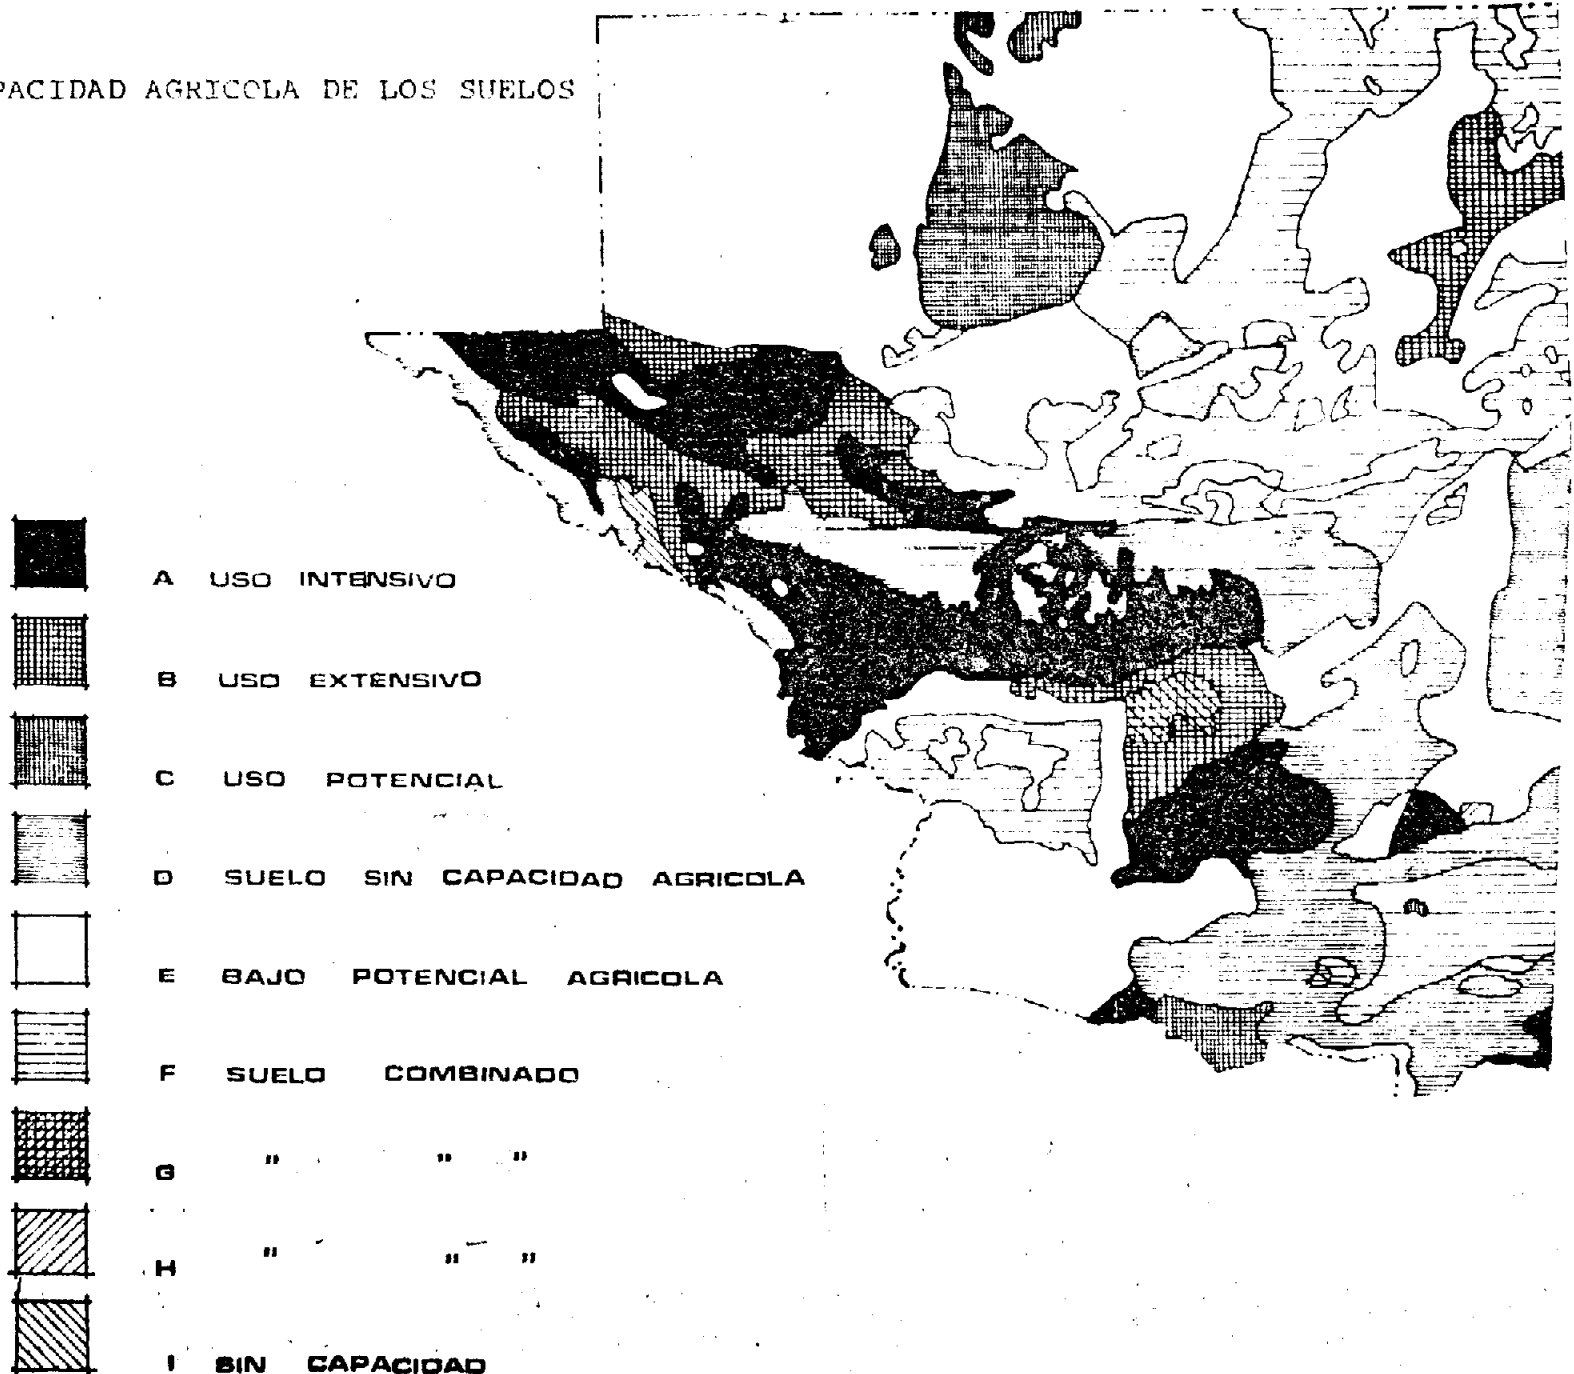 PACIDAD AGRICOLA DE LOS SUELOS
A USO INTENSIVO
B USO EXTENSIVO
C USO POTENCIAL
D SUELO SIN CAPACIDAD AGRICOLA
E BAJO POTENCIAL AGRICOLA
F SUELO COMBINADO
G " " "
H " " "
I SIN CAPACIDAD